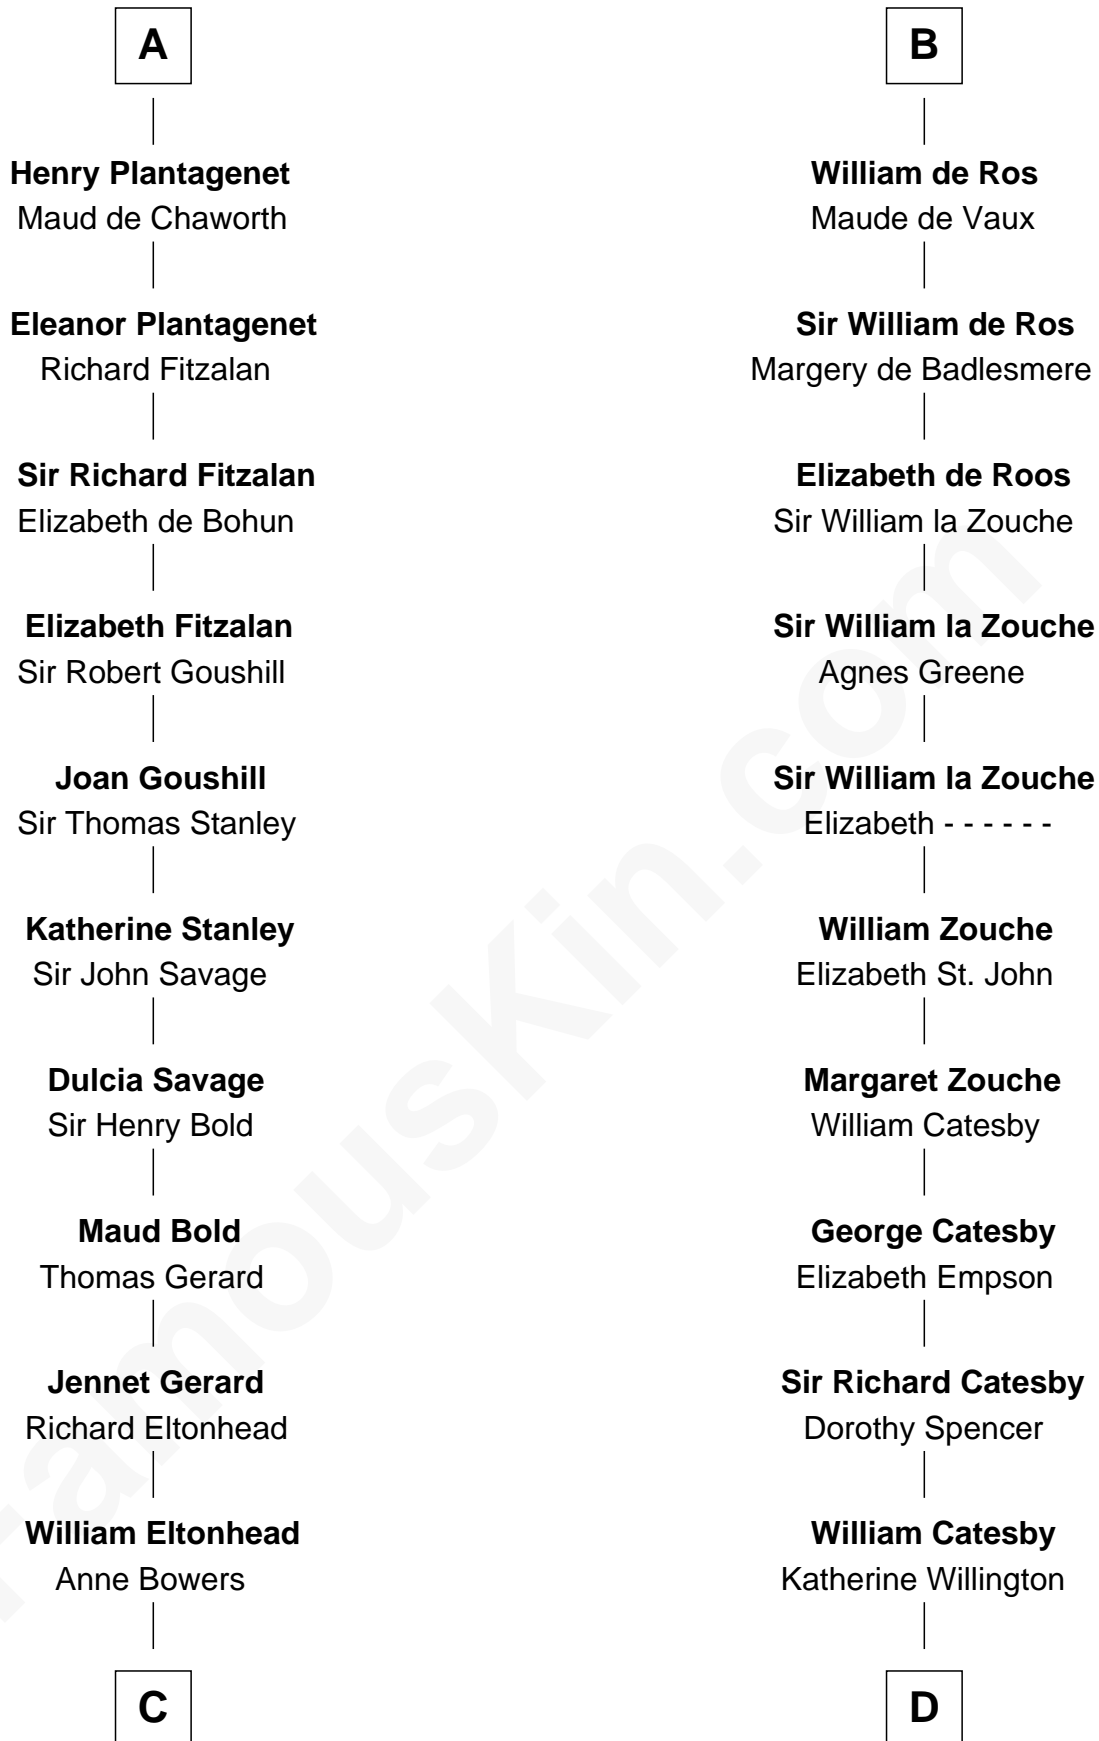 A
Henry Plantagenet
Maud de Chaworth
Eleanor Plantagenet
Richard Fitzalan
Sir Richard Fitzalan
Elizabeth de Bohun
Elizabeth Fitzalan
Sir Robert Goushill
Joan Goushill
Sir Thomas Stanley
Katherine Stanley
Sir John Savage
Dulcia Savage
Sir Henry Bold
Maud Bold
Thomas Gerard
Jennet Gerard
Richard Eltonhead
William Eltonhead
Anne Bowers
C
B
William de Ros
Maude de Vaux
Sir William de Ros
Margery de Badlesmere
Elizabeth de Roos
Sir William la Zouche
Sir William la Zouche
Agnes Greene
Sir William la Zouche
Elizabeth - - - - - -
William Zouche
Elizabeth St. John
Margaret Zouche
William Catesby
George Catesby
Elizabeth Empson
Sir Richard Catesby
Dorothy Spencer
William Catesby
Katherine Willington
D
FamousKin.com